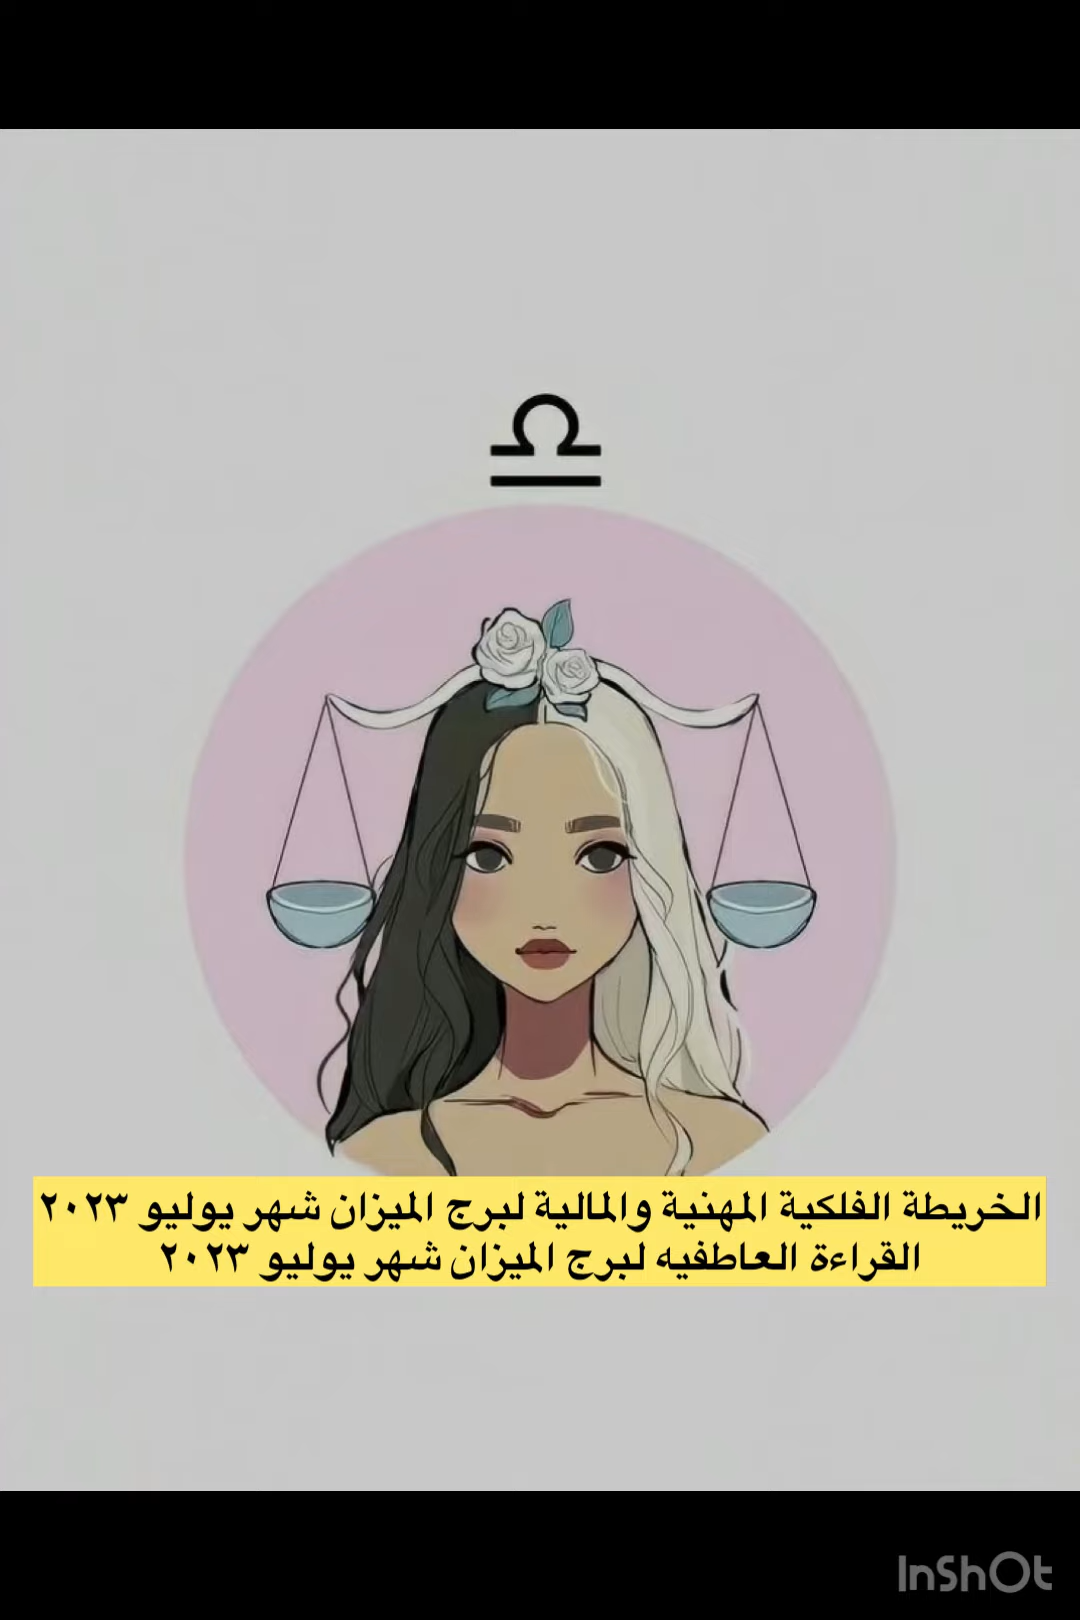 الخريطة الفلكية المهنية والمالية لبرج الميزان شهر يوليو ٢٠٢٣
القراءة العاطفيه لبرج الميزان شهر يوليو ٢٠٢٣
InShOt